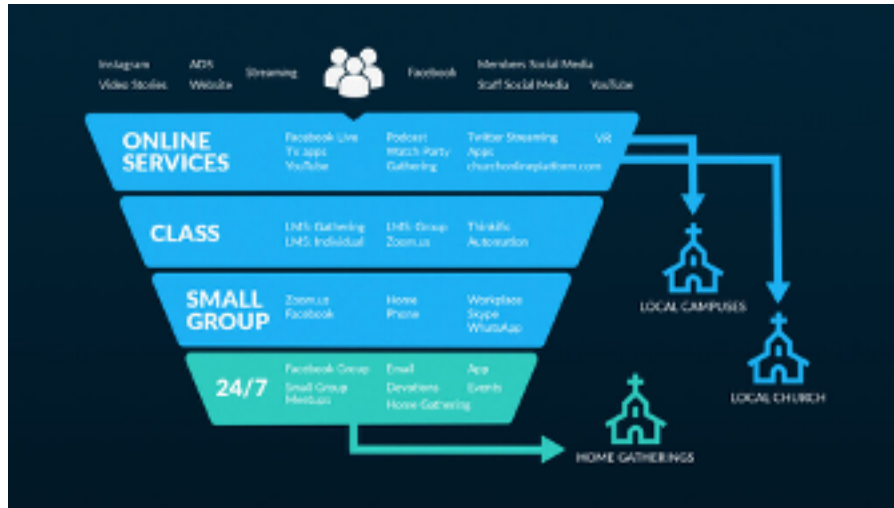 Instagram ADS Streaming Facebook Members Social Media
Video Stories Website Staff Social Media YouTube
ONLINE SERVICES
Facebook Live Podcast Twitter Streaming VR
TV apps Watch Party Apps
YouTube Gathering churchonlineplatform.com
CLASS
LMS: Gathering LMS: Group Thinkific
LMS: Individual Zoom.us Automation
SMALL GROUP
Zoom.us Home Workplace
Facebook Phone Skype
WhatsApp
24/7
Facebook Group Email App
Small Group Devotions Events
Meetups Home Gathering
LOCAL CAMPUSES
LOCAL CHURCH
HOME GATHERINGS